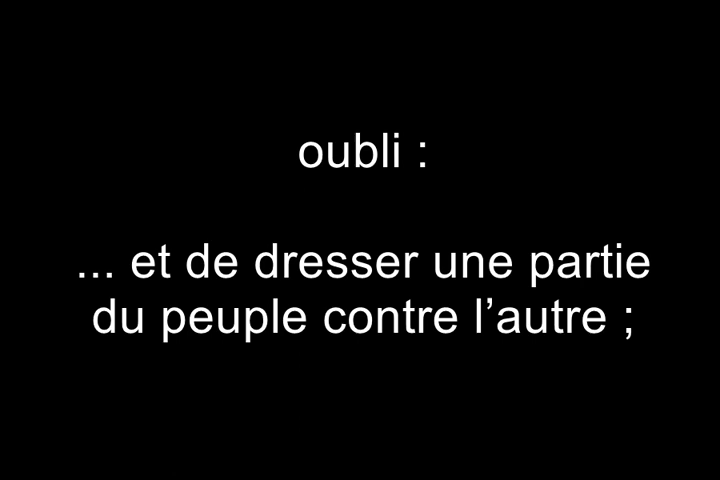 oubli :
... et de dresser une partie
du peuple contre l’autre ;